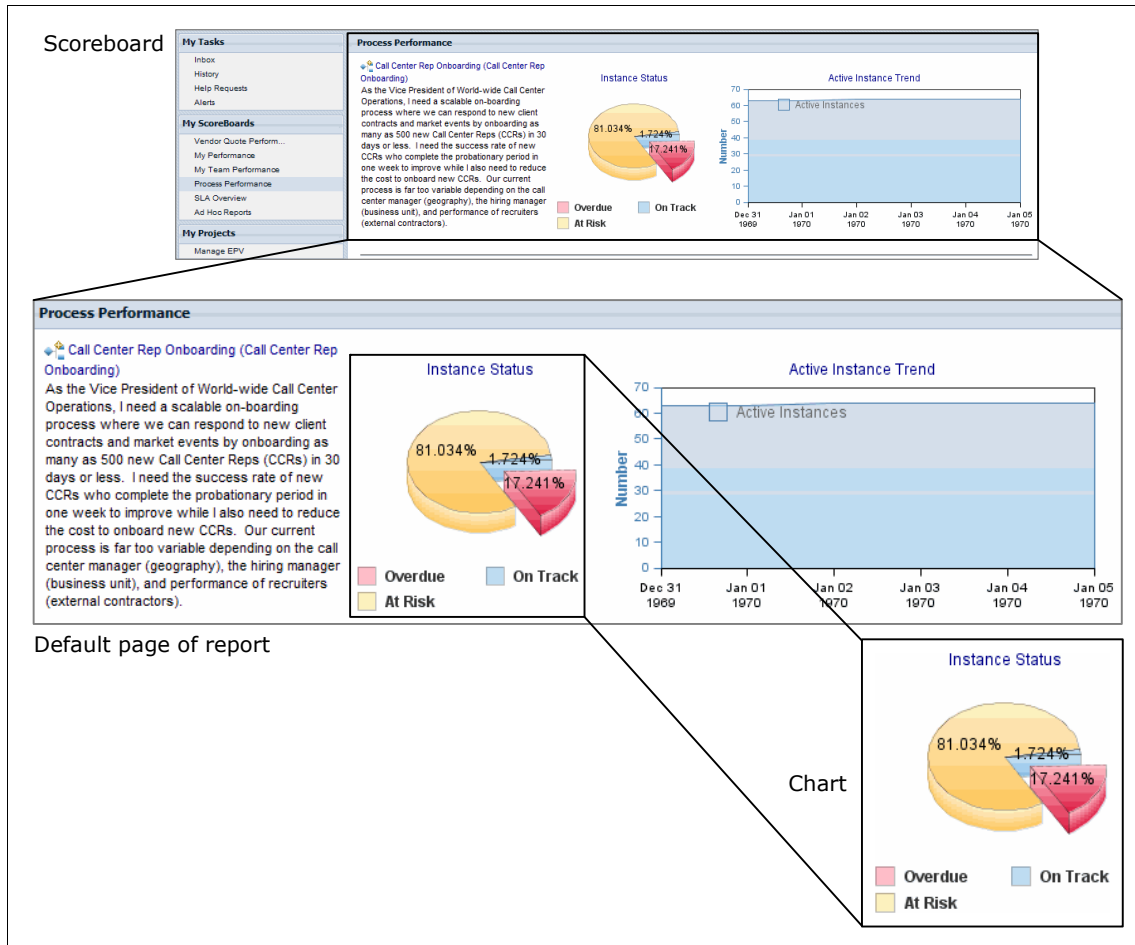 Scoreboard
My Tasks
Inbox
History
Help Requests
Alerts
My ScoreBoards
Vendor Quote Perform...
My Performance
My Team Performance
Process Performance
SLA Overview
Ad Hoc Reports
My Projects
Manage EPV
Process Performance
Call Center Rep Onboarding (Call Center Rep
Onboarding)
As the Vice President of World-wide Call Center
Operations, I need a scalable on-boarding
process where we can respond to new client
contracts and market events by onboarding as
many as 500 new Call Center Reps (CCRs) in 30
days or less. I need the success rate of new
CCRs who complete the probationary period in
one week to improve while I also need to reduce
the cost to onboard new CCRs. Our current
process is far too variable depending on the call
center manager (geography), the hiring manager
(business unit), and performance of recruiters
(external contractors).
Instance Status
81.034%
1.724%
17.241%
Overdue
On Track
At Risk
Active Instance Trend
Active Instances
Number
70
60
50
40
30
20
10
0
Dec 31
1969
Jan 01
1970
Jan 02
1970
Jan 03
1970
Jan 04
1970
Jan 05
1970
Process Performance
Call Center Rep Onboarding (Call Center Rep
Onboarding)
As the Vice President of World-wide Call Center
Operations, I need a scalable on-boarding
process where we can respond to new client
contracts and market events by onboarding as
many as 500 new Call Center Reps (CCRs) in 30
days or less. I need the success rate of new
CCRs who complete the probationary period in
one week to improve while I also need to reduce
the cost to onboard new CCRs. Our current
process is far too variable depending on the call
center manager (geography), the hiring manager
(business unit), and performance of recruiters
(external contractors).
Instance Status
81.034%
1.724%
17.241%
Overdue
On Track
At Risk
Active Instance Trend
Active Instances
Number
70
60
50
40
30
20
10
0
Dec 31
1969
Jan 01
1970
Jan 02
1970
Jan 03
1970
Jan 04
1970
Jan 05
1970
Default page of report
Chart
Instance Status
81.034%
1.724%
17.241%
Overdue
On Track
At Risk